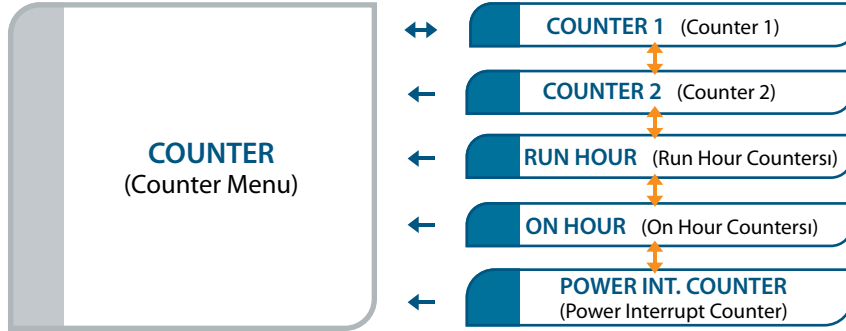 COUNTER
(Counter Menu)
COUNTER 1 (Counter 1)
COUNTER 2 (Counter 2)
RUN HOUR (Run Hour Countersı)
ON HOUR (On Hour Countersı)
POWER INT. COUNTER
(Power Interrupt Counter)